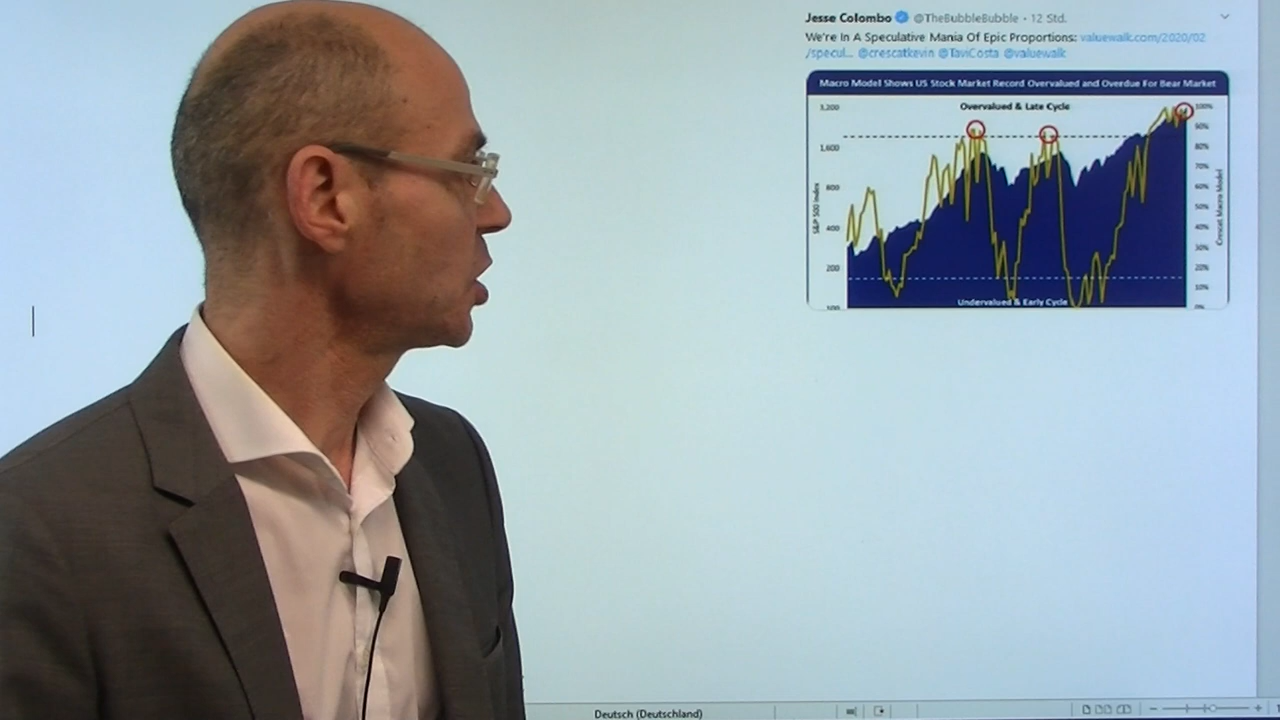 Jesse Colombo @TheBubbleBubble · 12 Std.
We're In A Speculative Mania Of Epic Proportions: valuewalk.com/2020/02
/specul... @crescatkevin @TaviCosta @valuewalk
Macro Model Shows US Stock Market Record Overvalued and Overdue For Bear Market
Overvalued & Late Cycle
3,200
1,600
800
400
200
100
S&P 500 Index
100%
90%
80%
70%
60%
50%
40%
30%
20%
10%
0%
Crescat Macro Model
Undervalued & Early Cycle
Deutsch (Deutschland)